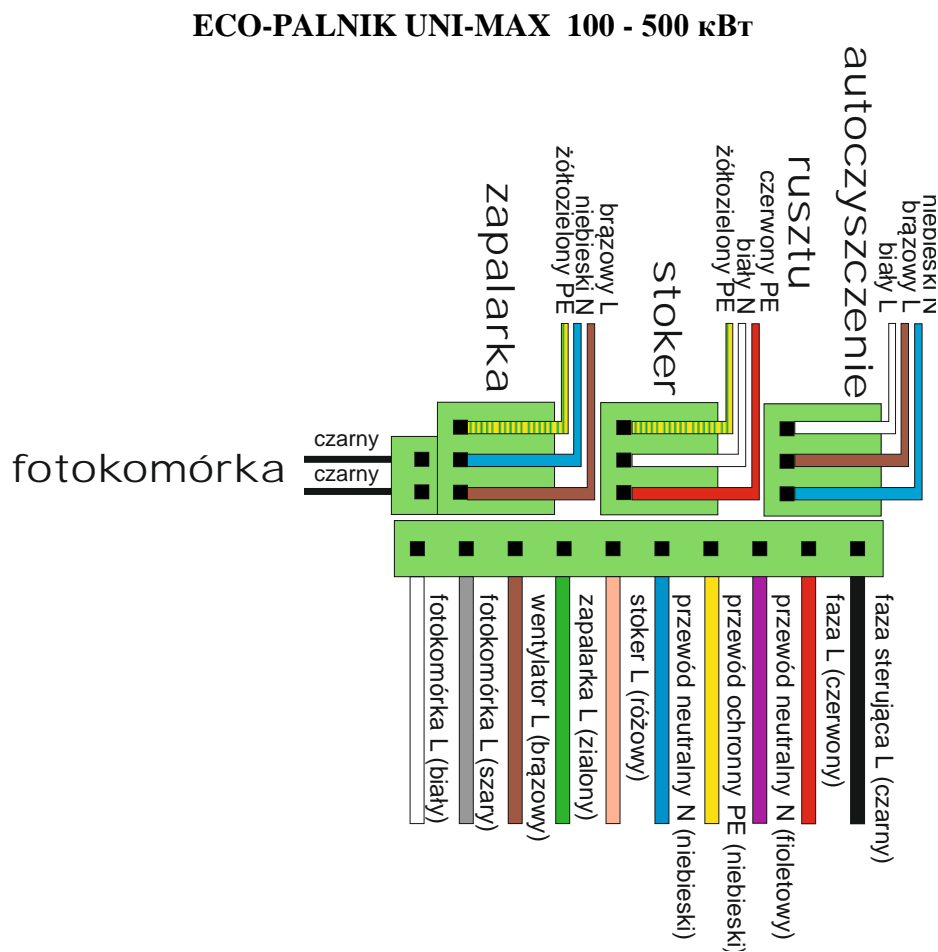 ECO-PALNIK UNI-MAX 100 - 500 кВт
zapalarka
żółtozielony PE
niebieski N
brązowy L
stoker
żółtozielony PE
biały N
czerwony PE
autoczyszczenie
rusztu
biały L
brązowy L
niebieski N
fotokomórka
czarny
czarny
fotokomórka L (biały)
fotokomórka L (szary)
wentylator L (brązowy)
zapalarka L (zialony)
stoker L (różowy)
przewód neutralny N (niebieski)
przewód ochronny PE (niebieski)
przewód neutralny N (fioletowy)
faza L (czerwony)
faza sterująca L (czarny)